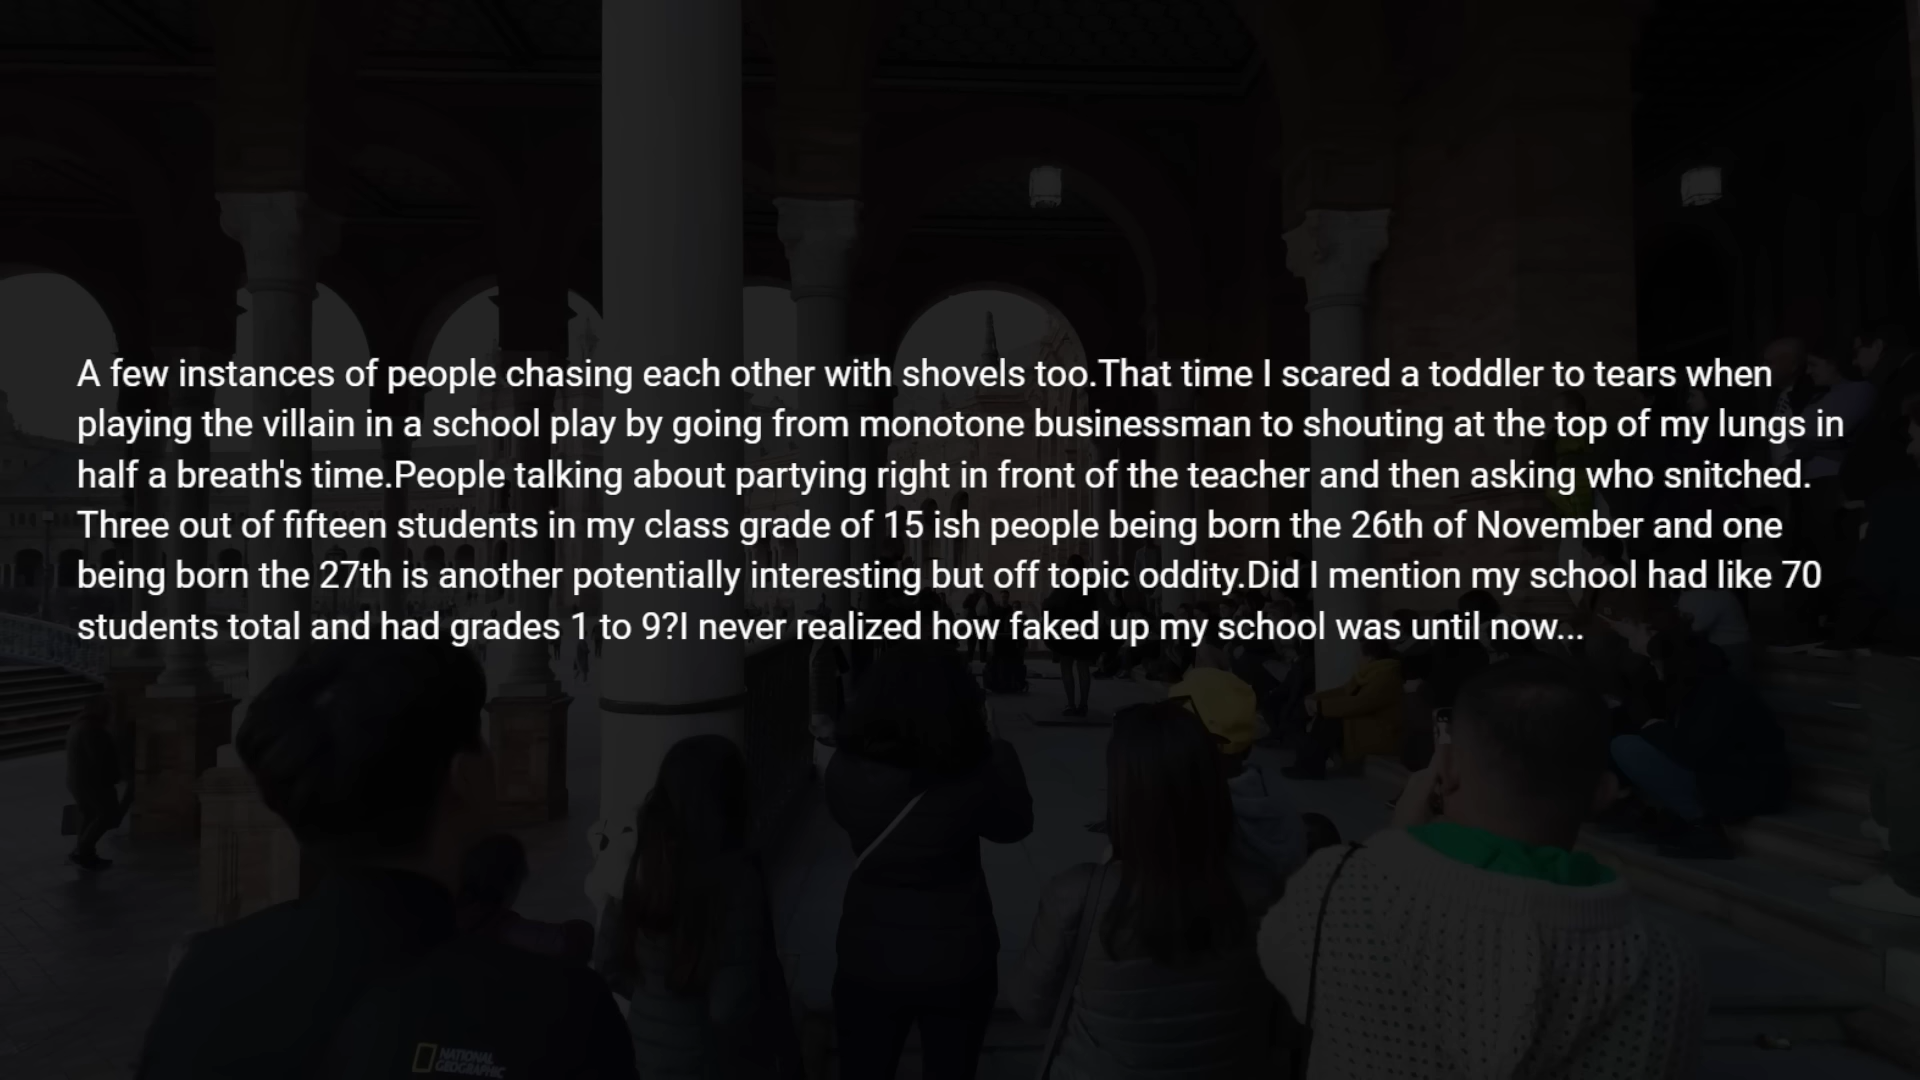 A few instances of people chasing each other with shovels too.That time I scared a toddler to tears when
playing the villain in a school play by going from monotone businessman to shouting at the top of my lungs in
half a breath's time.People talking about partying right in front of the teacher and then asking who snitched.
Three out of fifteen students in my class grade of 15 ish people being born the 26th of November and one
being born the 27th is another potentially interesting but off topic oddity.Did I mention my school had like 70
students total and had grades 1 to 9?I never realized how faked up my school was until now...
NATIONAL
GEOGRAPHIC